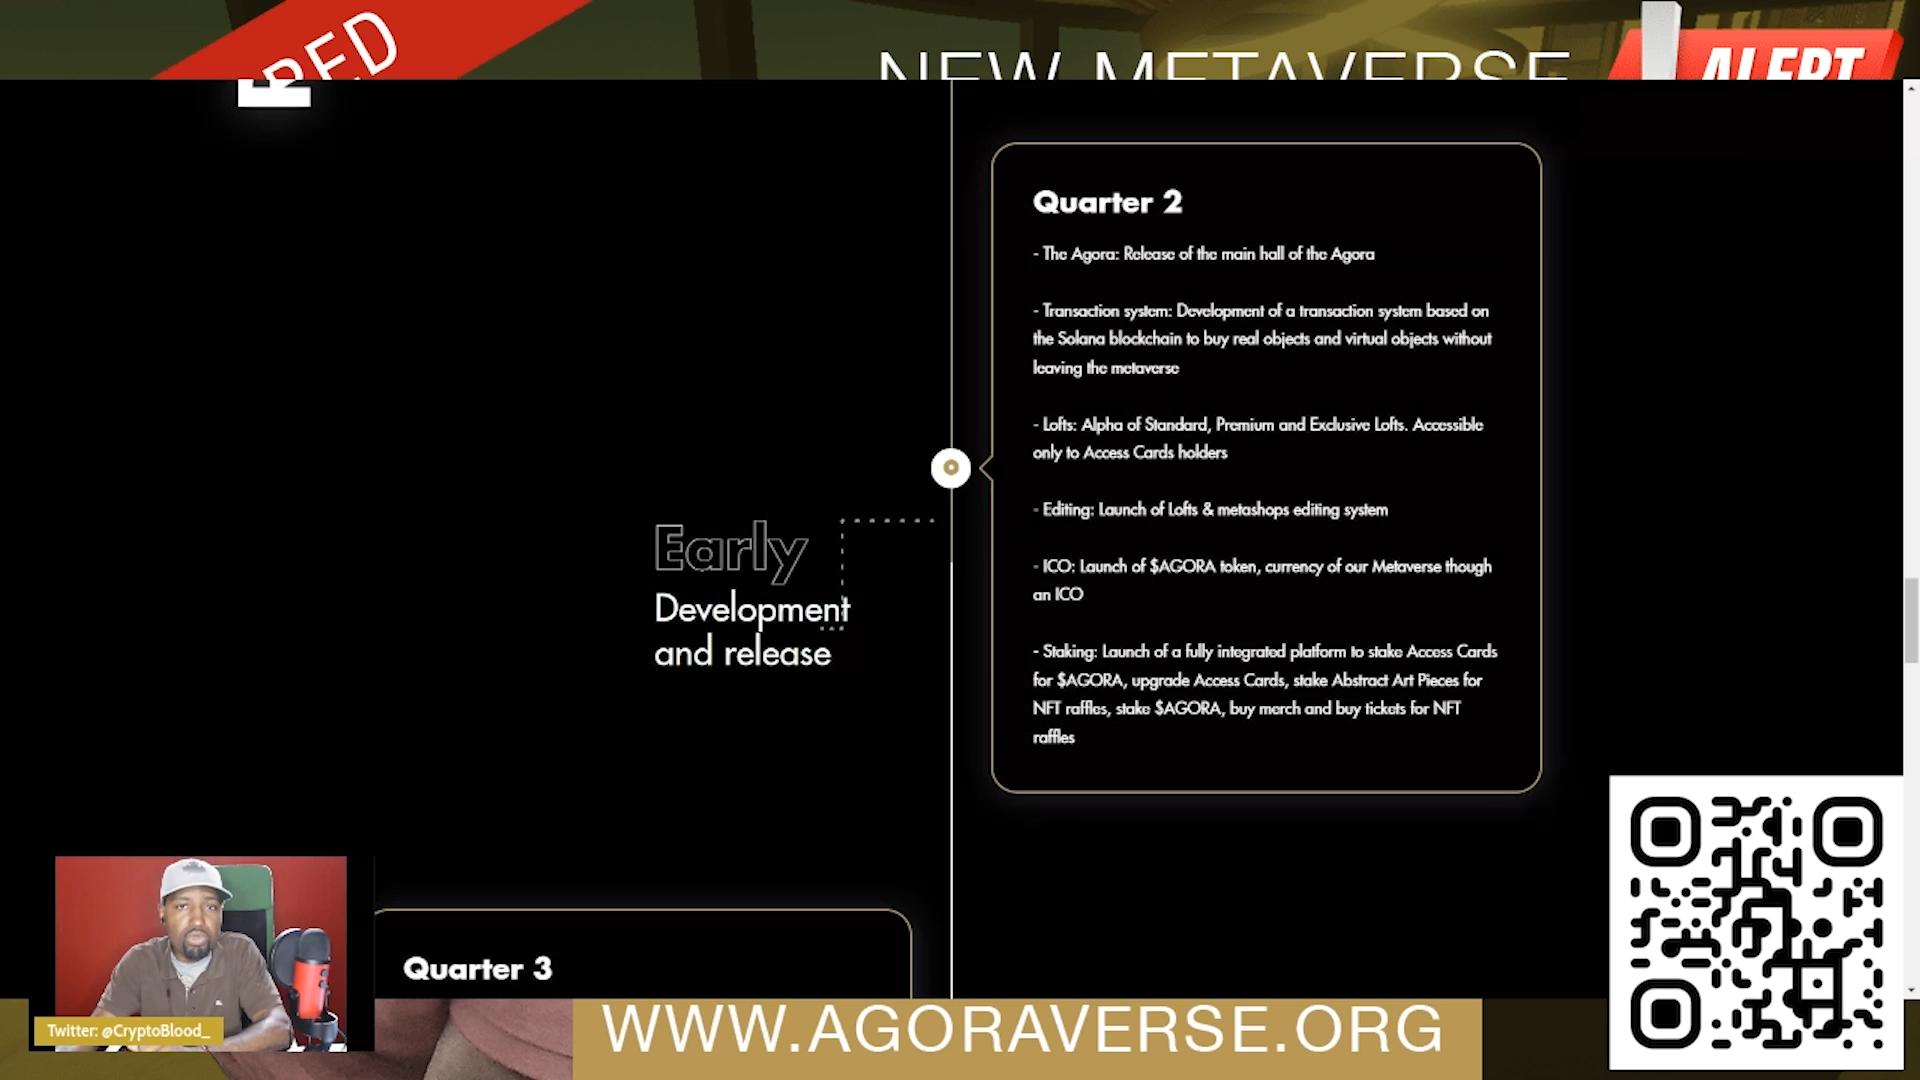 RED
NEW METAVERSE
ALERT
Quarter 2
- The Agora: Release of the main hall of the Agora
- Transaction system: Development of a transaction system based on
the Solana blockchain to buy real objects and virtual objects without
leaving the metaverse
- Lofts: Alpha of Standard, Premium and Exclusive Lofts. Accessible
only to Access Cards holders
- Editing: Launch of Lofts & metashops editing system
- ICO: Launch of $AGORA token, currency of our Metaverse though
an ICO
- Staking: Launch of a fully integrated platform to stake Access Cards
for $AGORA, upgrade Access Cards, stake Abstract Art Pieces for
NFT raffles, stake $AGORA, buy merch and buy tickets for NFT
raffles
Early
Development
and release
Quarter 3
Twitter: @CryptoBlood_
WWW.AGORAVERSE.ORG